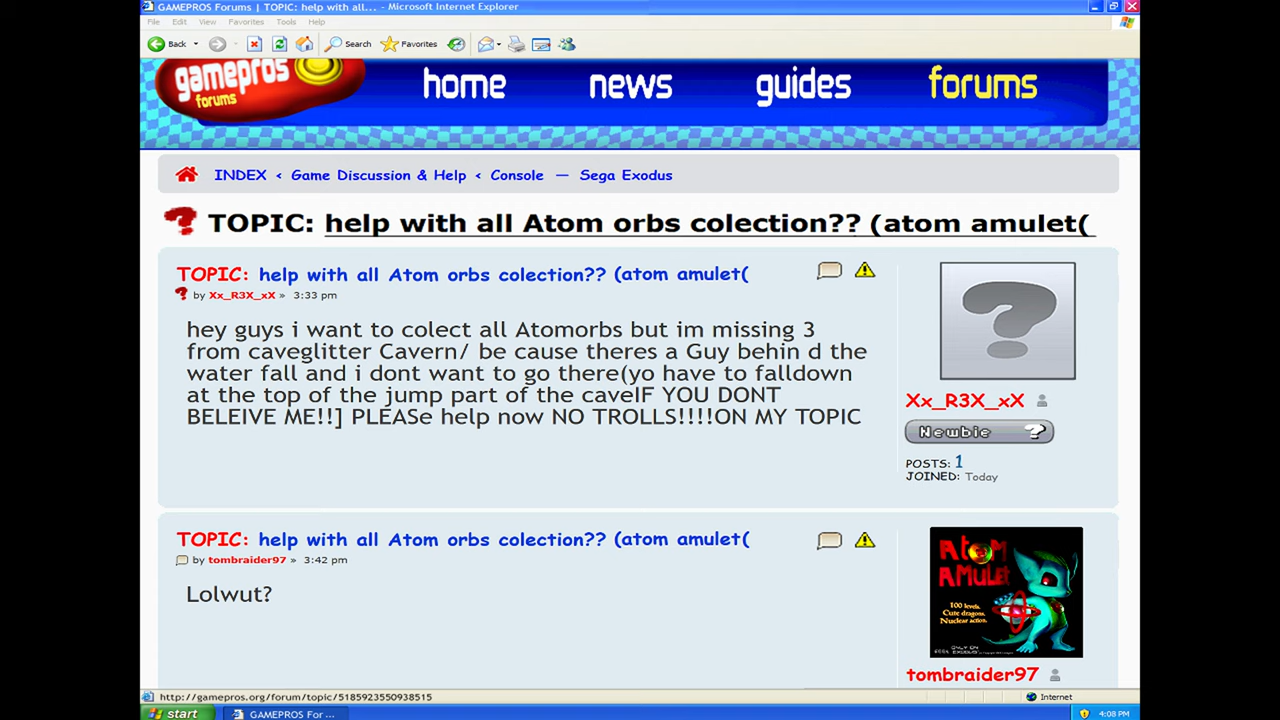 GAMEPROS Forums | TOPIC: help with all... - Microsoft Internet Explorer
File Edit View Favorites Tools Help
Back Search Favorites
gamepros
forums
home news guides forums
INDEX < Game Discussion & Help < Console — Sega Exodus
TOPIC: help with all Atom orbs colection?? (atom amulet(
TOPIC: help with all Atom orbs colection?? (atom amulet(
by Xx_R3X_xX » 3:33 pm
hey guys i want to colect all Atomorbs but im missing 3
from caveglitter Cavern/ be cause theres a Guy behin d the
water fall and i dont want to go there(yo have to falldown
at the top of the jump part of the caveIF YOU DONT
BELEIVE ME!!] PLEASe help now NO TROLLS!!!!ON MY TOPIC
Xx_R3X_xX
Newbie ?
POSTS: 1
JOINED: Today
TOPIC: help with all Atom orbs colection?? (atom amulet(
by tombraider97 » 3:42 pm
Lolwut?
Atom
Amulet
100 levels.
Cute dragons.
Nuclear action.
tombraider97
http://gamepros.org/forum/topic/5185923550938515 Internet
start GAMEPROS For ... 4:08 PM